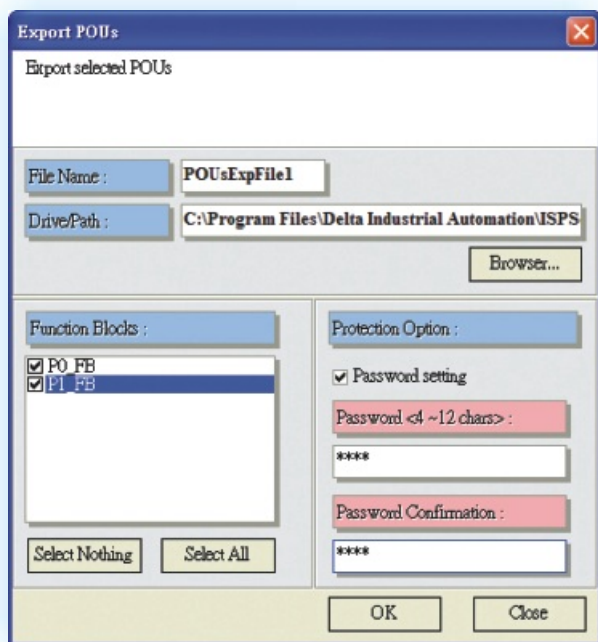 Export POUs
Export selected POUs
File Name :
POUsExpFile1
Drive/Path :
C:\Program Files\Delta Industrial Automation\ISPS
Browser...
Function Blocks :
P0_FB
P1_FB
Select Nothing
Select All
Protection Option :
Password setting
Password <4 ~12 chars> :
****
Password Confirmation :
****
OK
Close